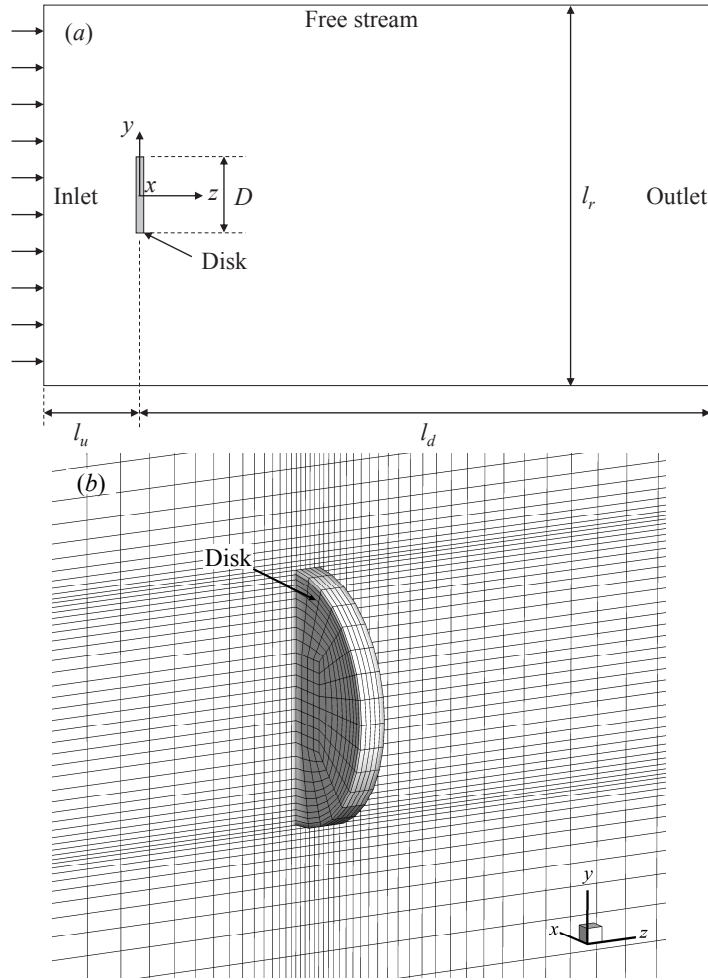 Free stream
(a)
y
x
z
D
Inlet
l_r
Outlet
Disk
l_u
l_d
(b)
Disk
y
x
z